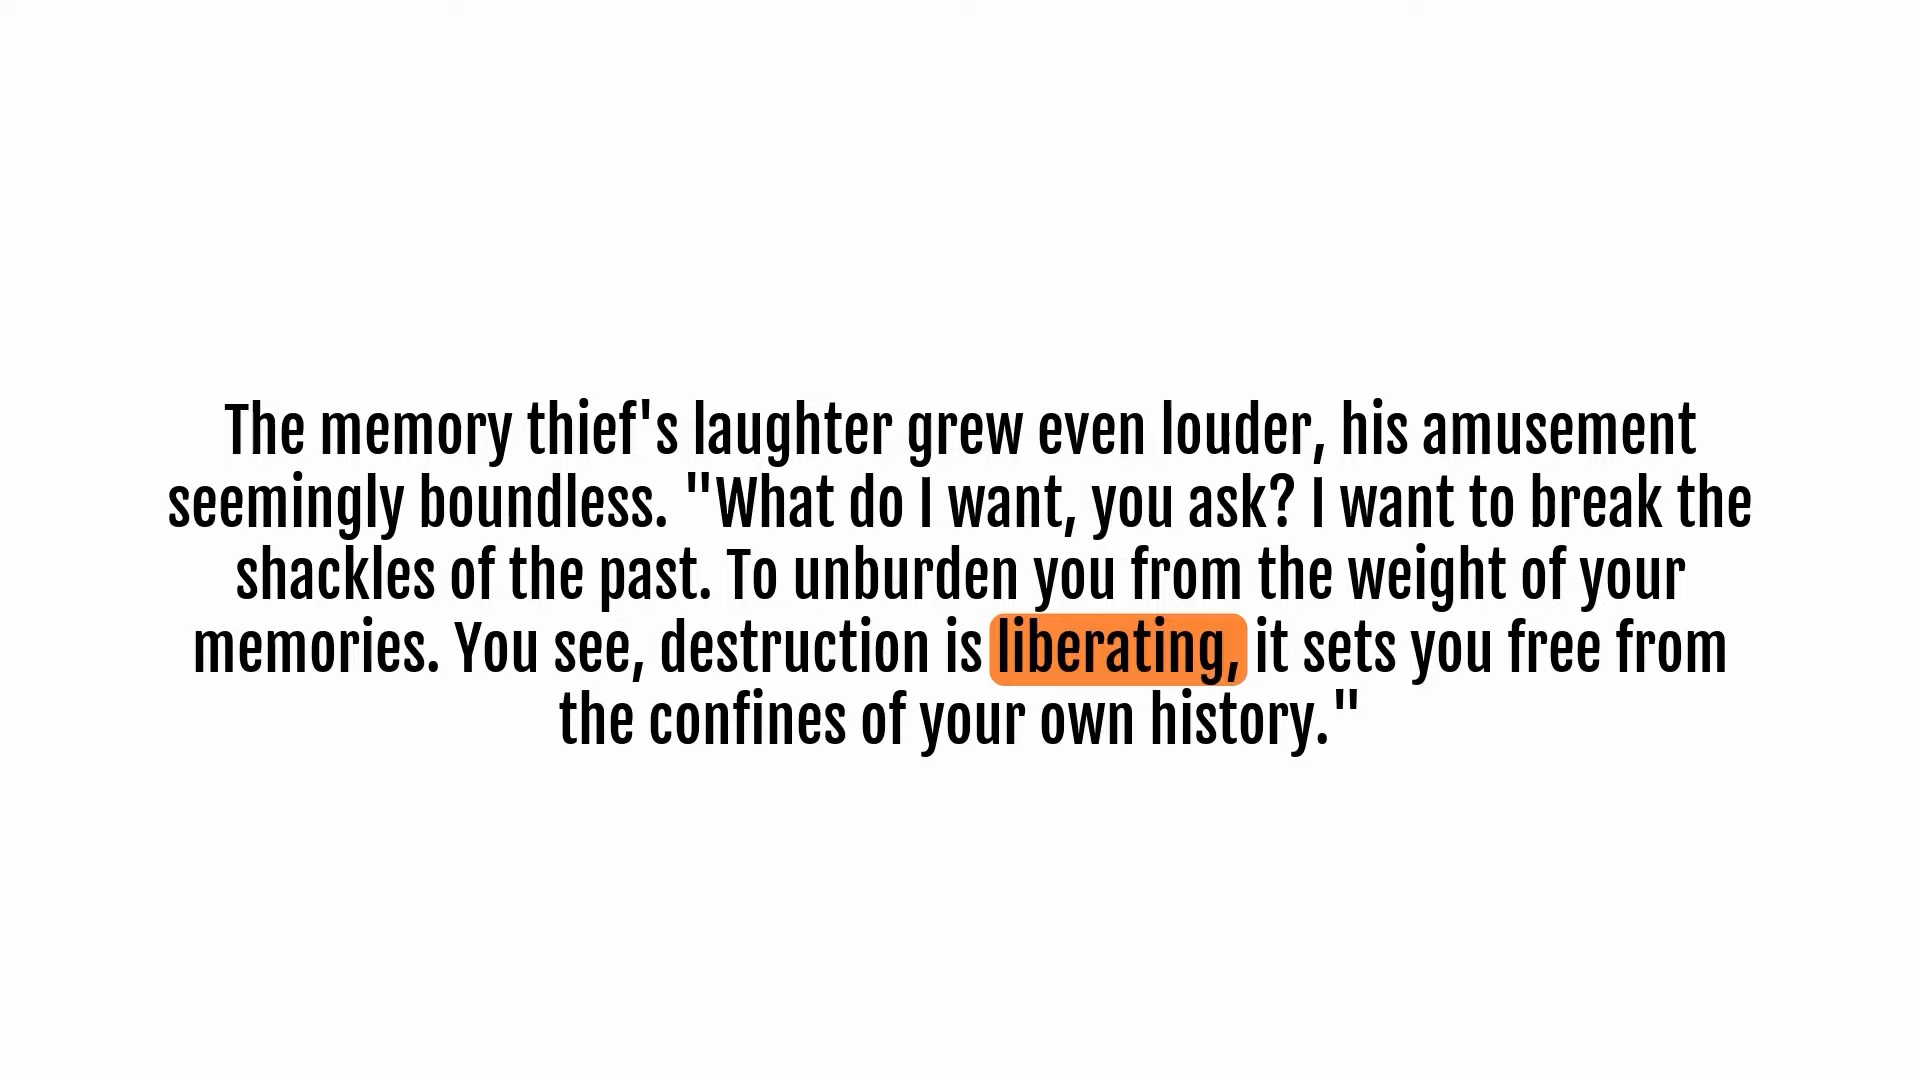 The memory thief's laughter grew even louder, his amusement
seemingly boundless. "What do I want, you ask? I want to break the
shackles of the past. To unburden you from the weight of your
memories. You see, destruction is liberating, it sets you free from
the confines of your own history."